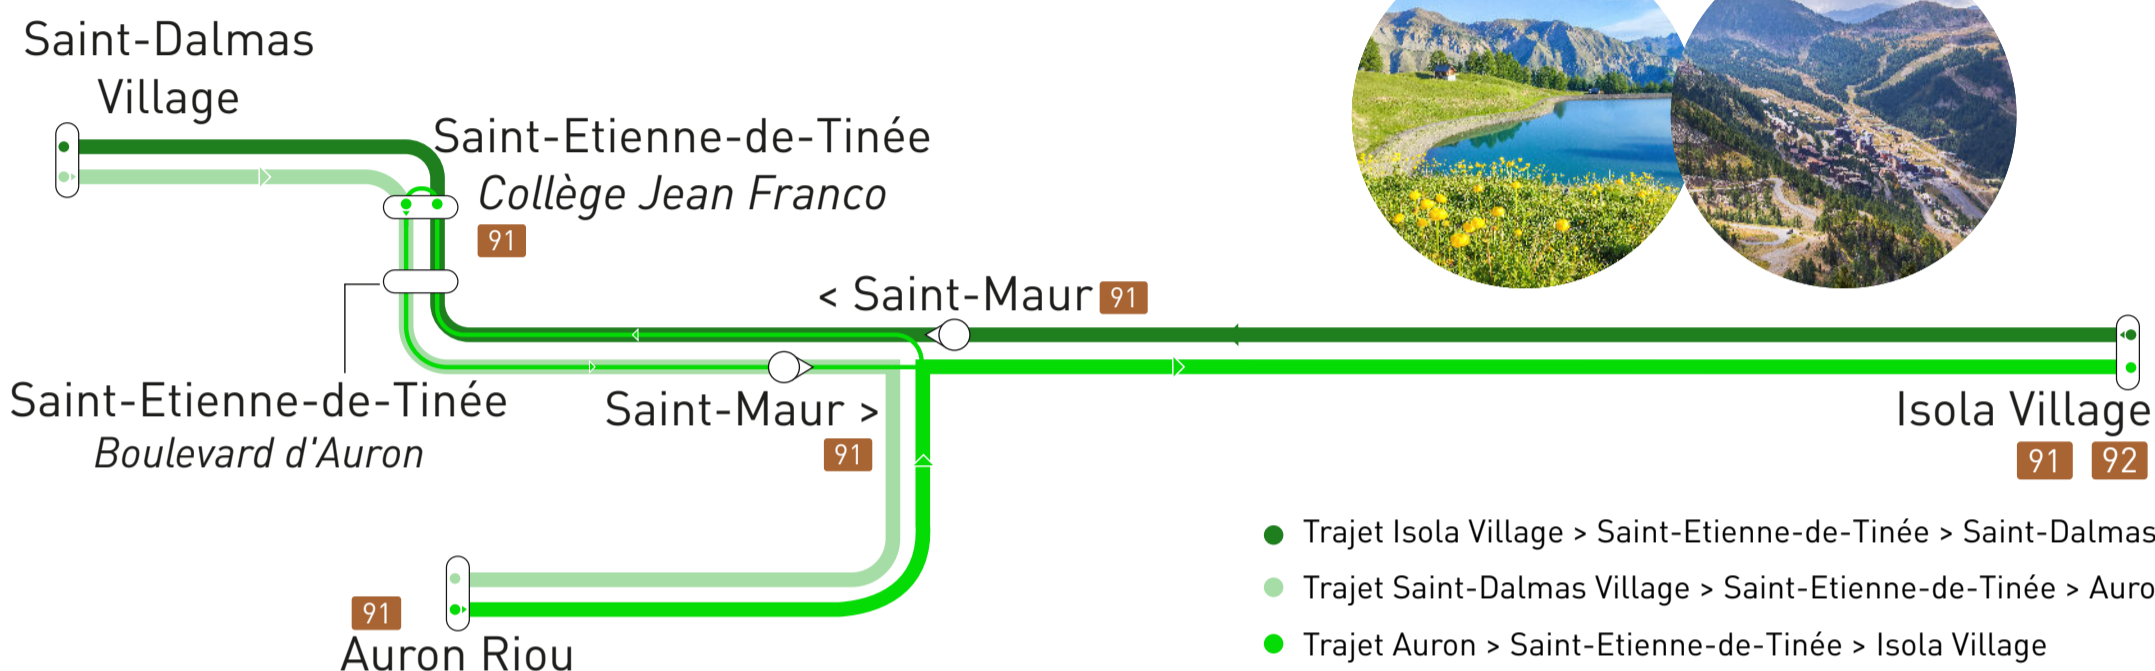 Saint-Dalmas
Village
Saint-Etienne-de-Tinée
Collège Jean Franco
91
< Saint-Maur 91
Saint-Etienne-de-Tinée
Boulevard d'Auron
Saint-Maur >
91
Isola Village
91 92
91
Auron Riou
Trajet Isola Village > Saint-Etienne-de-Tinée > Saint-Dalmas
Trajet Saint-Dalmas Village > Saint-Etienne-de-Tinée > Auro
Trajet Auron > Saint-Etienne-de-Tinée > Isola Village